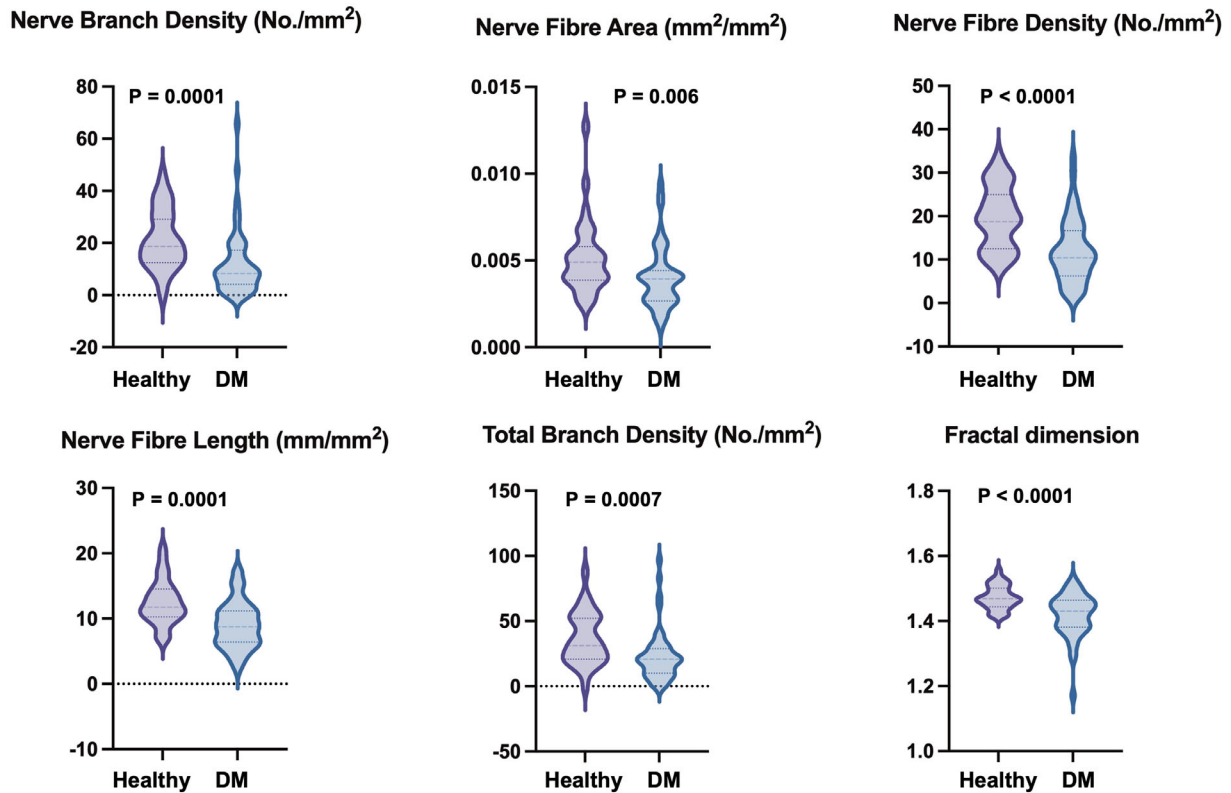 Nerve Branch Density (No./mm²)
P = 0.0001
80
60
40
20
0
-20
Healthy DM
Nerve Fibre Area (mm²/mm²)
P = 0.006
0.015
0.010
0.005
0.000
Healthy DM
Nerve Fibre Density (No./mm²)
P < 0.0001
50
40
30
20
10
0
-10
Healthy DM
Nerve Fibre Length (mm/mm²)
P = 0.0001
30
20
10
0
-10
Healthy DM
Total Branch Density (No./mm²)
P = 0.0007
150
100
50
0
-50
Healthy DM
Fractal dimension
P < 0.0001
1.8
1.6
1.4
1.2
1.0
Healthy DM